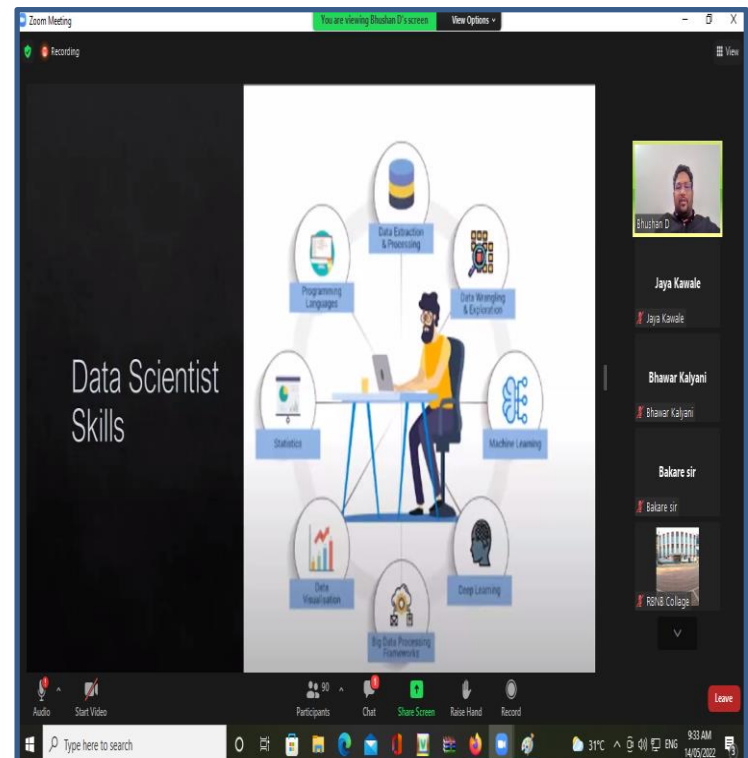 Zoom Meeting
You are viewing Bhushan D's screen
View Options
Recording
View
Data Scientist
Skills
Data Extraction
& Processing
Programming
Languages
Data Wrangling
& Exploration
Statistics
Machine Learning
Data
Visualisation
Deep Learning
Big Data Processing
Frameworks
Bhushan D
Jaya Kawale
Jaya Kawale
Bhawar Kalyani
Bhawar Kalyani
Bakare sir
Bakare sir
RBNB Collage
Audio
Start Video
90
Participants
1
Chat
Share Screen
Raise Hand
Record
Leave
Type here to search
31°C
ENG
9:33 AM
14/05/2022
3